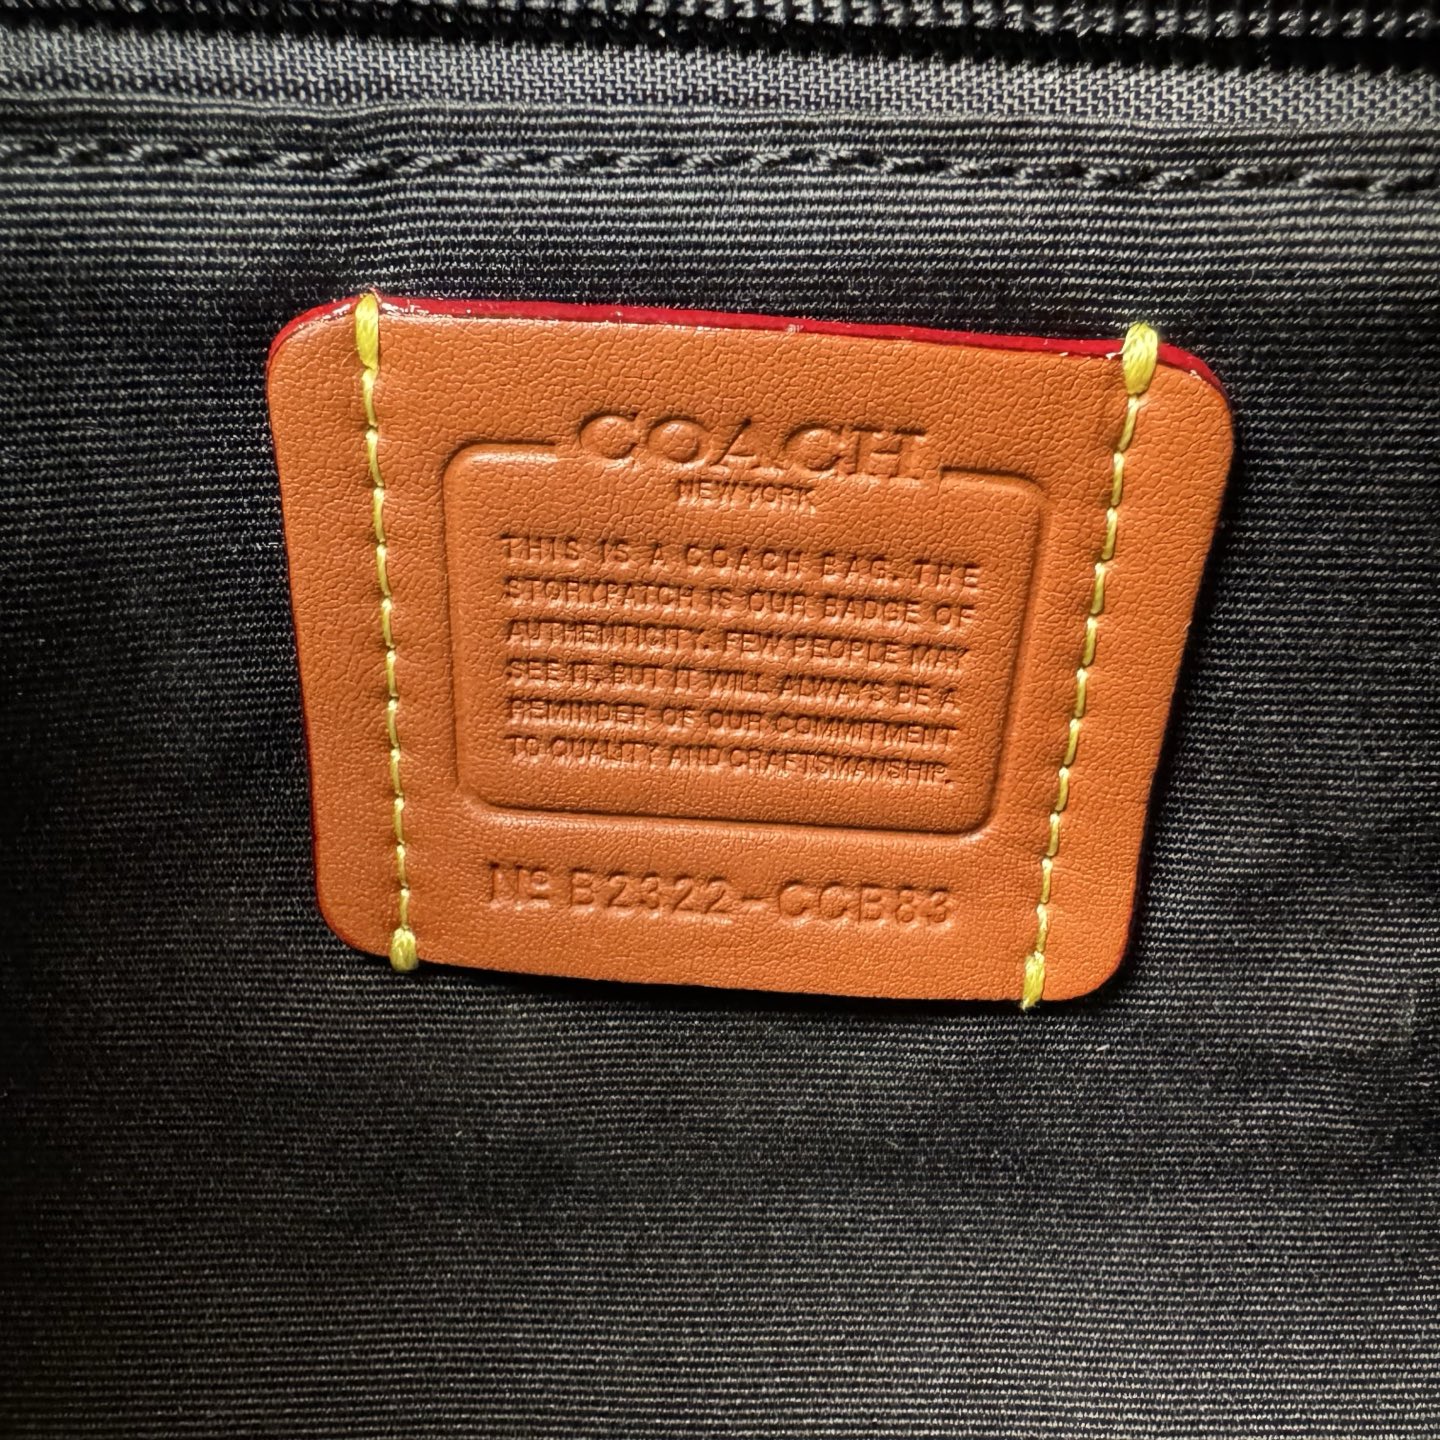 COACH
NEW YORK
THIS IS A COACH BAG. THE
STORYPATCH IS OUR BADGE OF
AUTHENTICITY. FEW PEOPLE MAY
SEE IT, BUT IT WILL ALWAYS BE A
REMINDER OF OUR COMMITMENT
TO QUALITY AND CRAFTSMANSHIP.
Nº B2322-CCB83